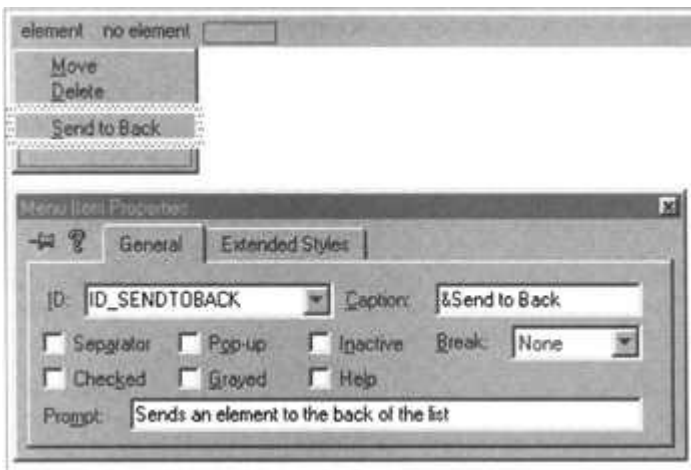 element no element
Move
Delete
Send to Back
Menu Item Properties
General Extended Styles
ID: ID_SENDTOBACK Caption: &Send to Back
Separator Pop-up Inactive Break: None
Checked Grayed Help
Prompt: Sends an element to the back of the list